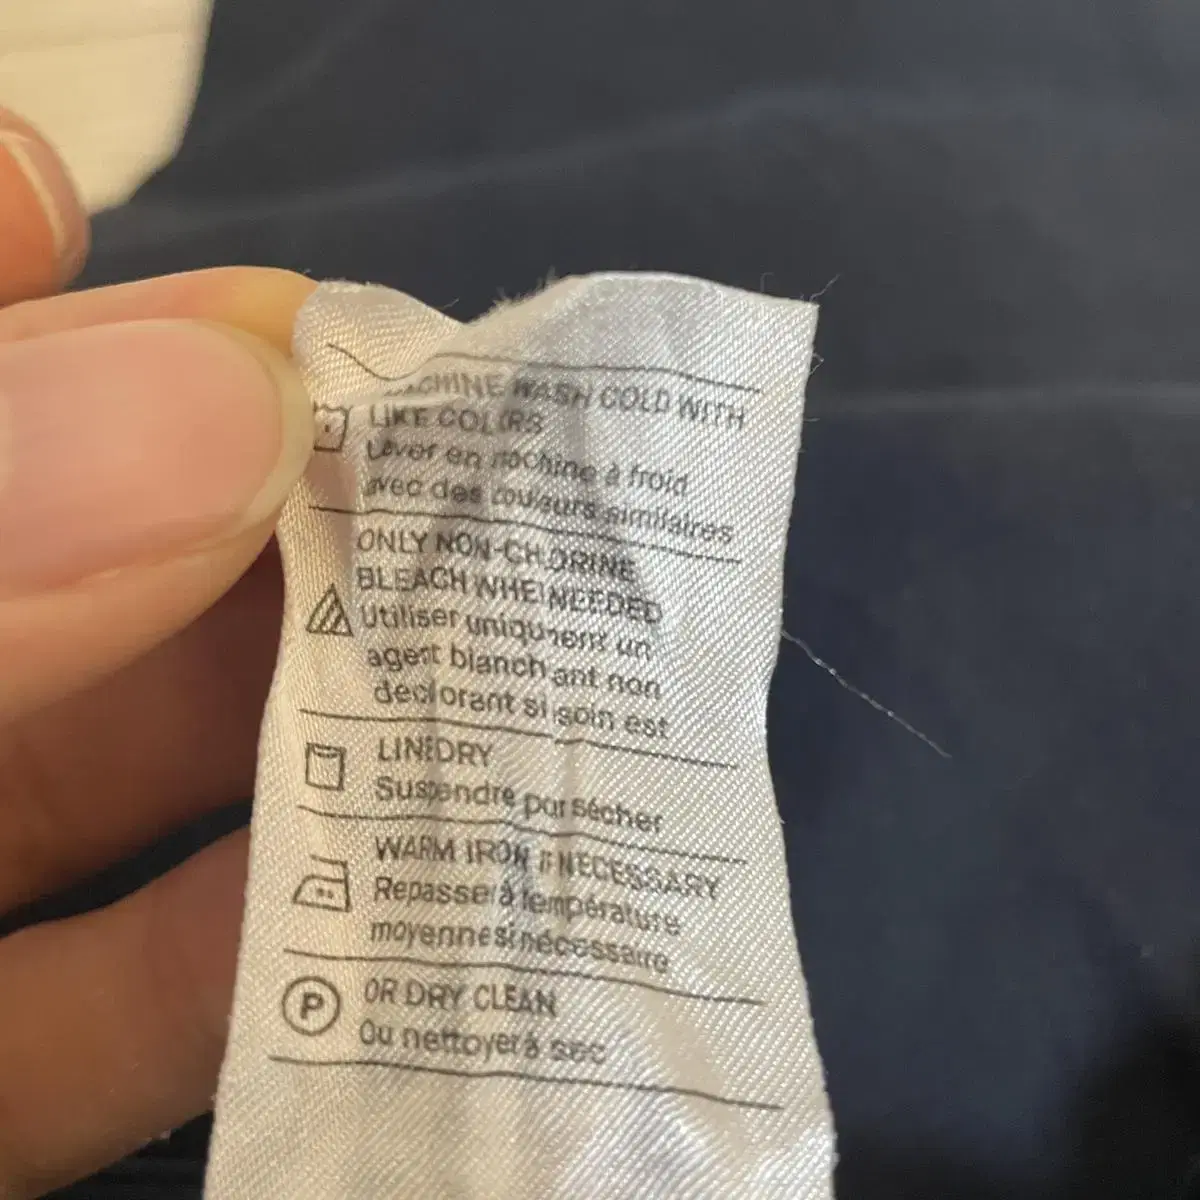 MACHINE WASH COLD WITH
LIKE COLORS
Laver en machine à froid
avec des couleurs similaires
ONLY NON-CHLORINE
BLEACH WHEN NEEDED
Utiliser uniquement un
agent blanchant non
declorant si soin est
LINE DRY
Suspendre pour sécher
WARM IRON IF NECESSARY
Repasser à température
moyenne si nécessaire
P OR DRY CLEAN
Ou nettoyer à sec